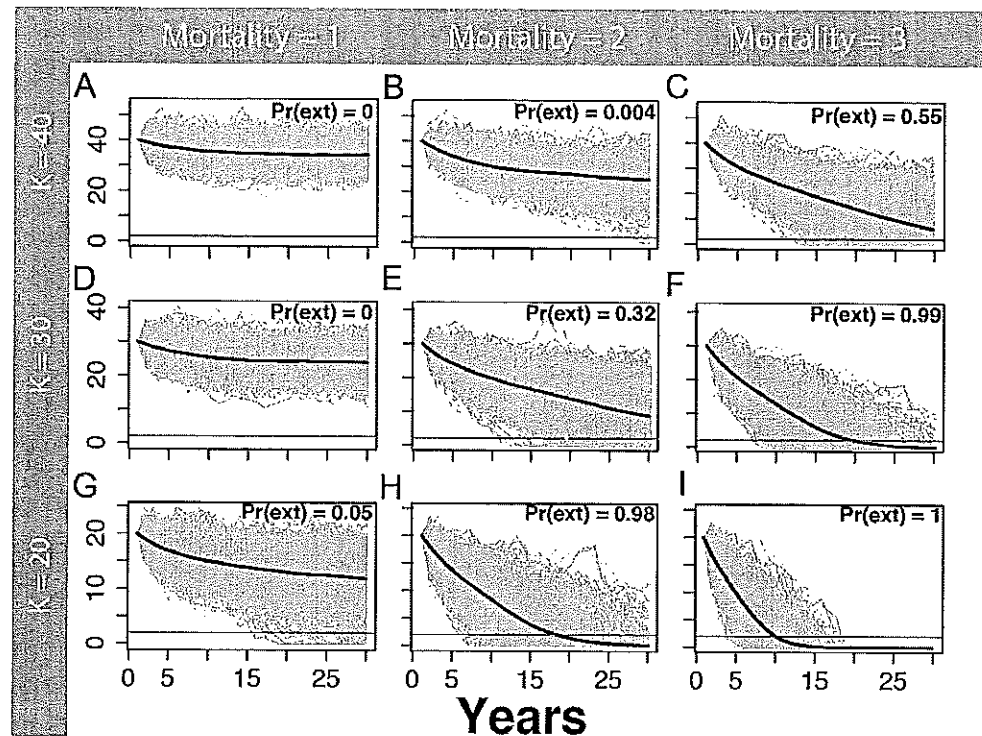 Mortality = 1 Mortality = 2 Mortality = 3
K = 40
A Pr(ext) = 0
B Pr(ext) = 0.004
C Pr(ext) = 0.55
40
20
0
K = 30
D Pr(ext) = 0
E Pr(ext) = 0.32
F Pr(ext) = 0.99
40
20
0
K = 20
G Pr(ext) = 0.05
H Pr(ext) = 0.98
I Pr(ext) = 1
20
10
0
0 5 15 25 0 5 15 25 0 5 15 25
Years